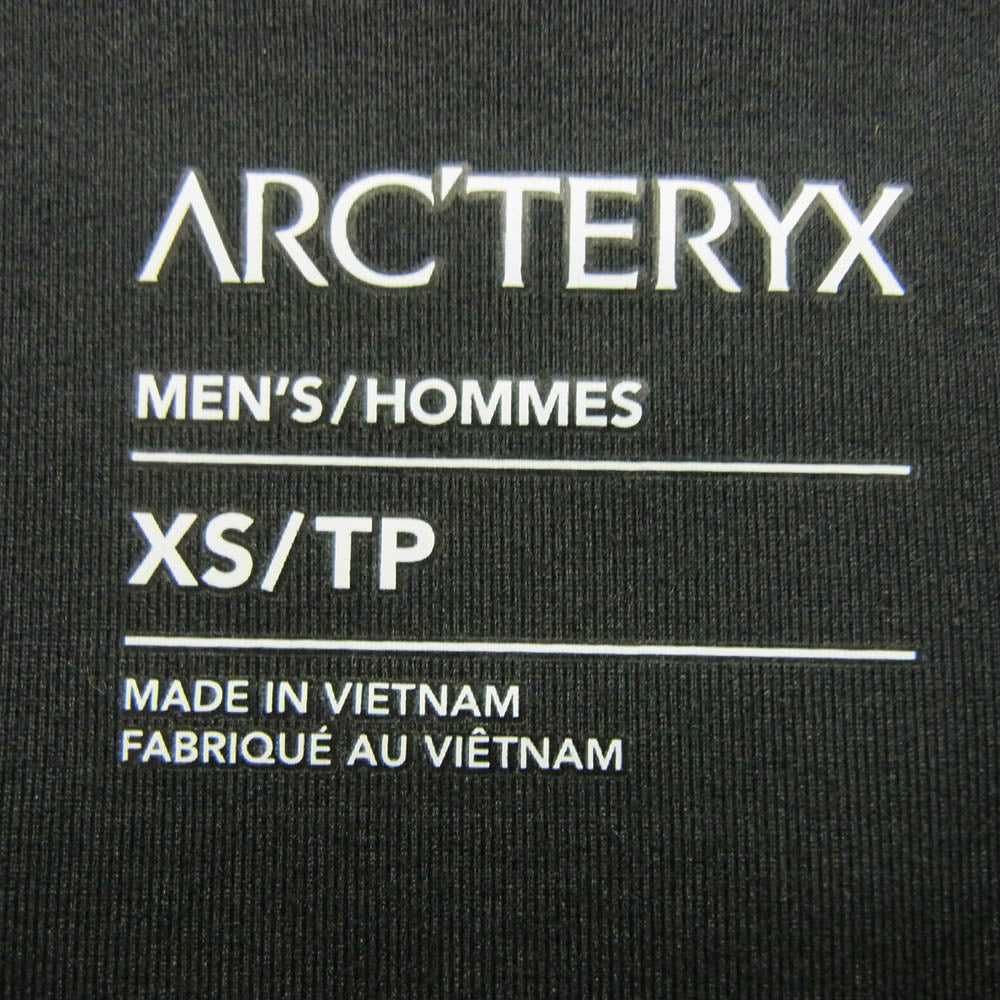 ARC'TERYX
MEN'S/HOMMES
XS/TP
MADE IN VIETNAM
FABRIQUÉ AU VIÊTNAM